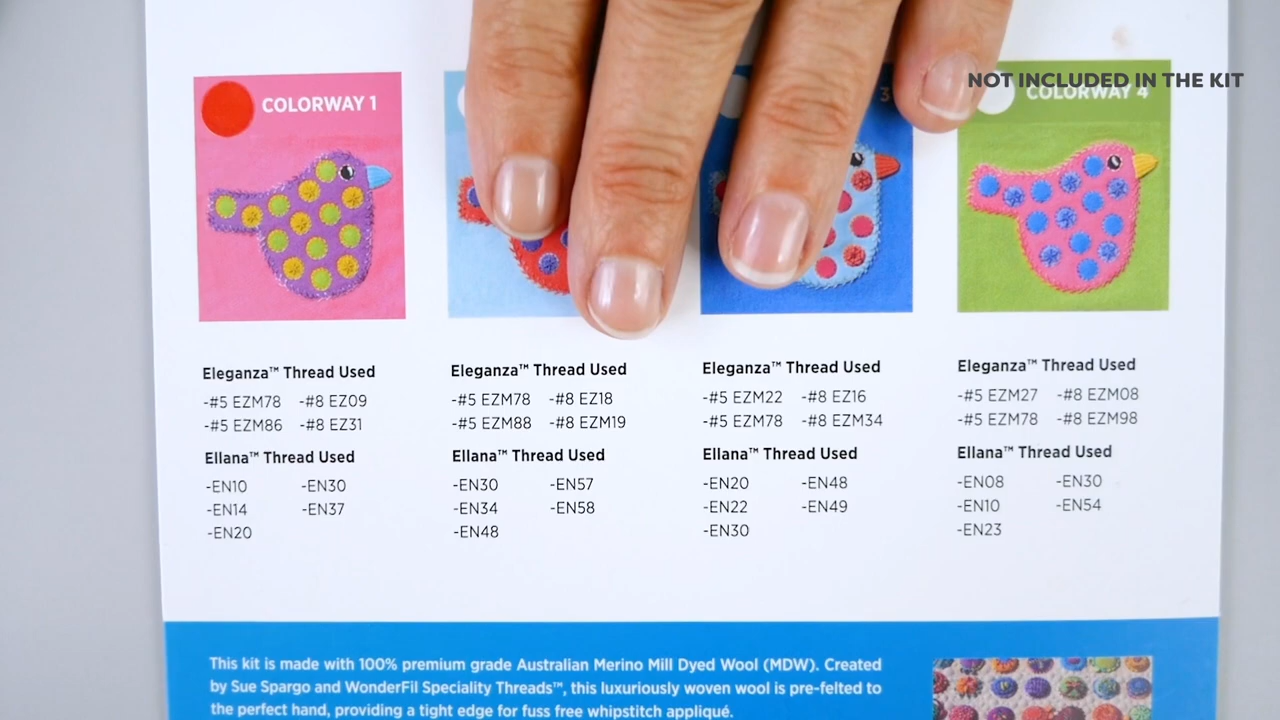 NOT INCLUDED IN THE KIT
COLORWAY 1
3
COLORWAY 4
Eleganza™ Thread Used
-#5 EZM78 -#8 EZ09
-#5 EZM86 -#8 EZ31
Ellana™ Thread Used
-EN10 -EN30
-EN14 -EN37
-EN20
Eleganza™ Thread Used
-#5 EZM78 -#8 EZ18
-#5 EZM88 -#8 EZM19
Ellana™ Thread Used
-EN30 -EN57
-EN34 -EN58
-EN48
Eleganza™ Thread Used
-#5 EZM22 -#8 EZ16
-#5 EZM78 -#8 EZM34
Ellana™ Thread Used
-EN20 -EN48
-EN22 -EN49
-EN30
Eleganza™ Thread Used
-#5 EZM27 -#8 EZM08
-#5 EZM78 -#8 EZM98
Ellana™ Thread Used
-EN08 -EN30
-EN10 -EN54
-EN23
This kit is made with 100% premium grade Australian Merino Mill Dyed Wool (MDW). Created
by Sue Spargo and WonderFil Speciality Threads™, this luxuriously woven wool is pre-felted to
the perfect hand, providing a tight edge for fuss free whipstitch appliqué.